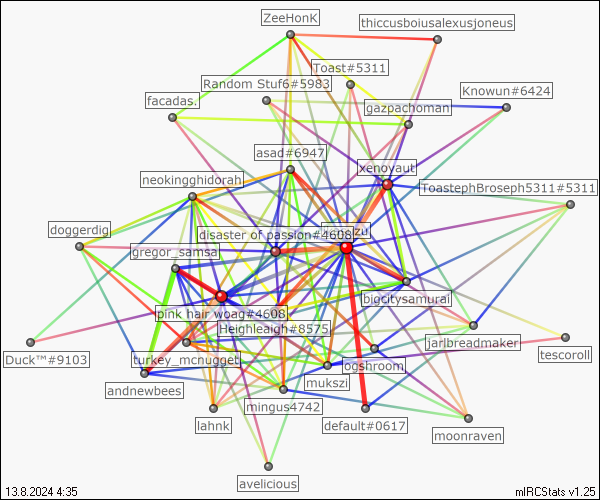 ZeeHonK
thiccusboiusalexusjoneus
Toast#5311
Random Stuf6#5983
Knowun#6424
facadas.
gazpachoman
asad#6947
xenoyaut
neokingghidorah
ToastephBroseph5311#5311
doggerdig
disaster of passion#4608
zu
gregor_samsa
bigcitysamurai
pink hair woag#4608
Heighleagh#8575
jarlbreadmaker
Duck™#9103
turkey_mcnugget
ogshroom
tescoroll
andnewbees
mukszi
mingus4742
lahnk
default#0617
moonraven
avelicious
13.8.2024 4:35
mIRCStats v1.25